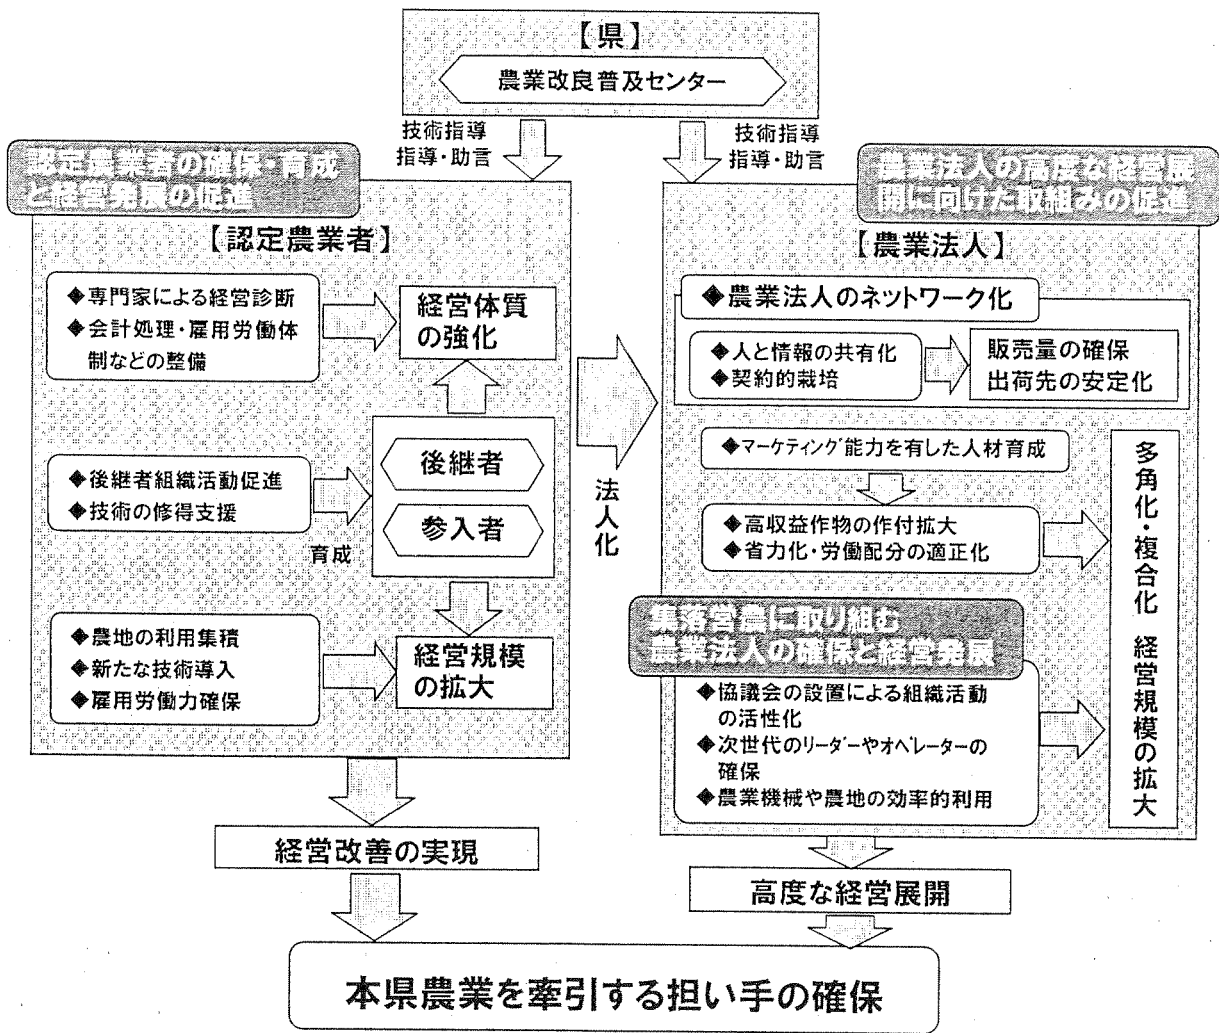 【県】
農業改良普及センター
技術指導
指導・助言
技術指導
指導・助言
認定農業者の確保・育成
と経営発展の促進
【認定農業者】
◆専門家による経営診断
◆会計処理・雇用労働体
制などの整備
経営体質
の強化
◆後継者組織活動促進
◆技術の修得支援
育成
後継者
参入者
◆農地の利用集積
◆新たな技術導入
◆雇用労働力確保
経営規模
の拡大
法人化
農業法人の高度な経営展
開に向けた取組みの促進
【農業法人】
◆農業法人のネットワーク化
◆人と情報の共有化
◆契約的栽培
販売量の確保
出荷先の安定化
◆マーケティング能力を有した人材育成
◆高収益作物の作付拡大
◆省力化・労働配分の適正化
集落営農に取り組む
農業法人の確保と経営発展
◆協議会の設置による組織活動
の活性化
◆次世代のリーダーやオペレーターの
確保
◆農業機械や農地の効率的利用
多角化・複合化 経営規模の拡大
経営改善の実現
高度な経営展開
本県農業を牽引する担い手の確保